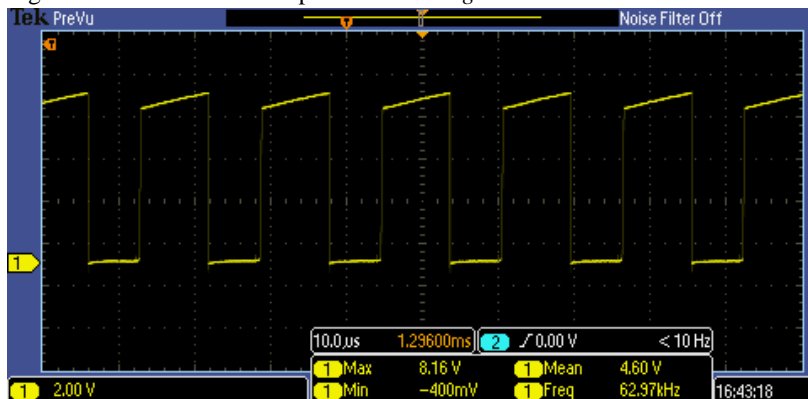 Tek PreVu
Noise Filter Off
1
10.0µs 1.29600ms
2 0.00 V < 10 Hz
1 Max 8.16 V 1 Mean 4.60 V
1 Min −400mV 1 Freq 62.97kHz
1 2.00 V
16:43:18